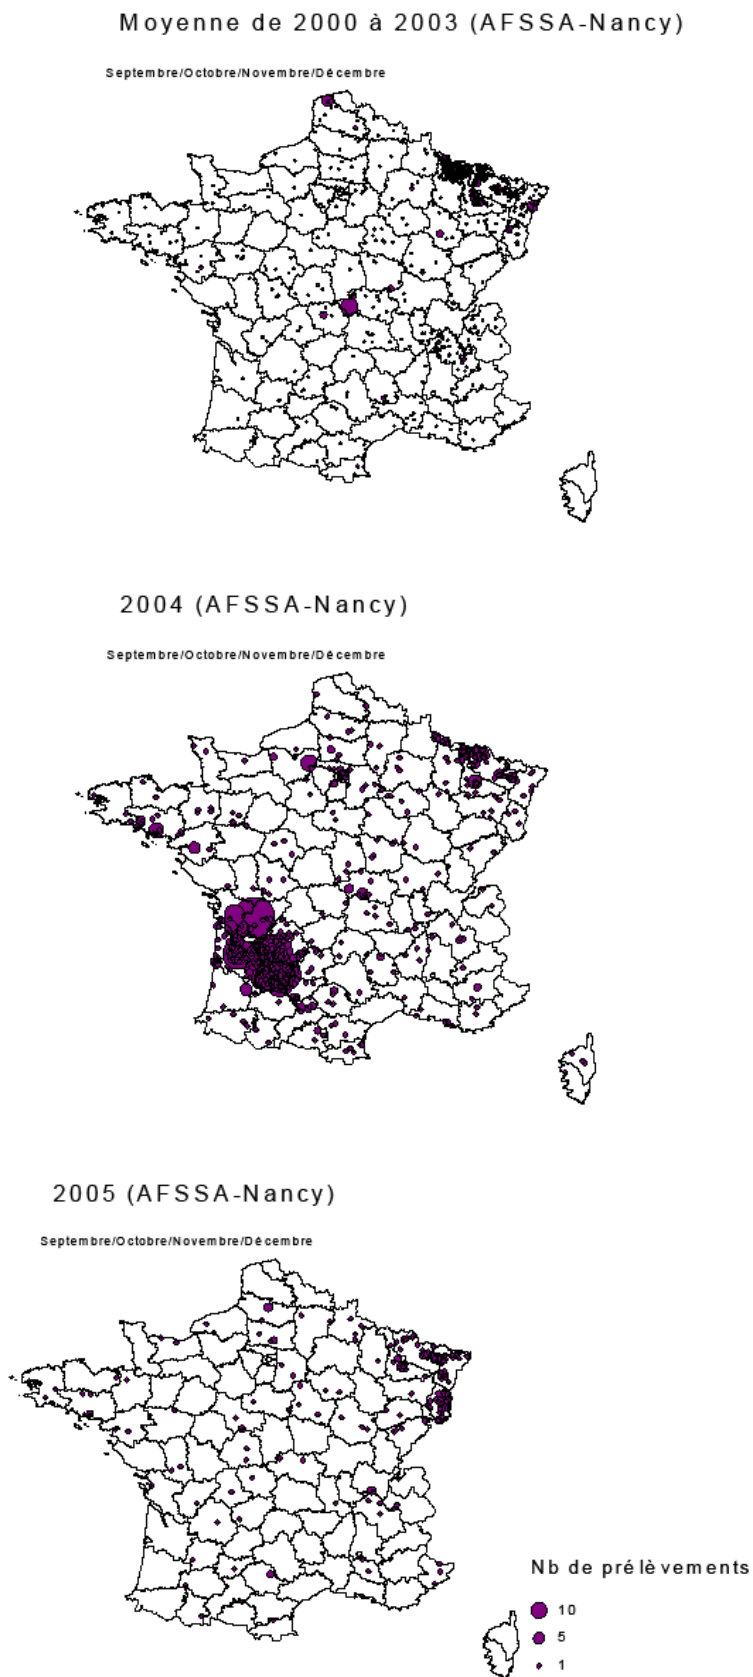 Moyenne de 2000 à 2003 (AFSSA-Nancy)
Septembre/Octobre/Novembre/Décembre
2004 (AFSSA-Nancy)
Septembre/Octobre/Novembre/Décembre
2005 (AFSSA-Nancy)
Septembre/Octobre/Novembre/Décembre
Nb de prélèvements
10
5
1